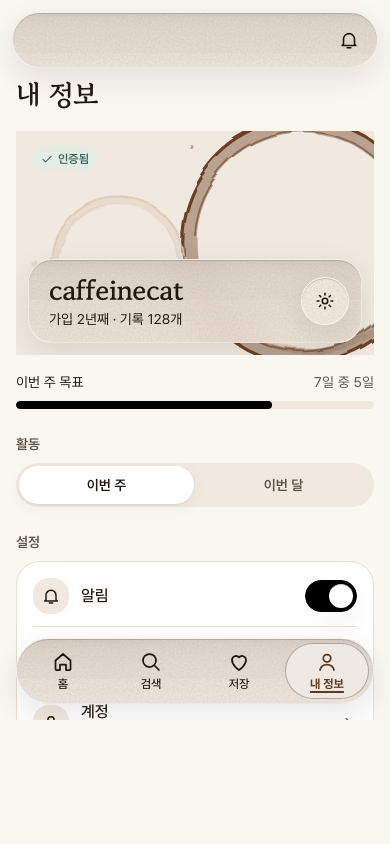 내 정보
인증됨
caffeinecat
가입 2년째 · 기록 128개
이번 주 목표
7일 중 5일
활동
이번 주
이번 달
설정
알림
홈
검색
저장
내 정보
계정